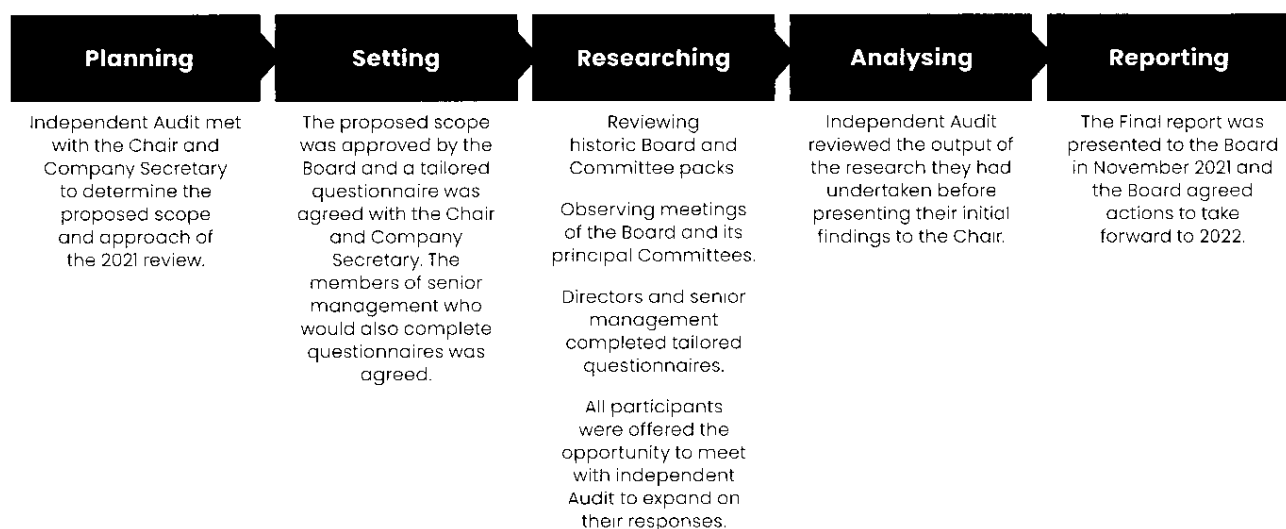 Planning
Independent Audit met
with the Chair and
Company Secretary
to determine the
proposed scope
and approach of
the 2021 review.
Setting
The proposed scope
was approved by the
Board and a tailored
questionnaire was
agreed with the Chair
and Company
Secretary. The
members of senior
management who
would also complete
questionnaires was
agreed.
Researching
Reviewing
historic Board and
Committee packs
Observing meetings
of the Board and its
principal Committees.
Directors and senior
management
completed tailored
questionnaires.
All participants
were offered the
opportunity to meet
with independent
Audit to expand on
their responses.
Analysing
Independent Audit
reviewed the output of
the research they had
undertaken before
presenting their initial
findings to the Chair.
Reporting
The Final report was
presented to the Board
in November 2021 and
the Board agreed
actions to take
forward to 2022.